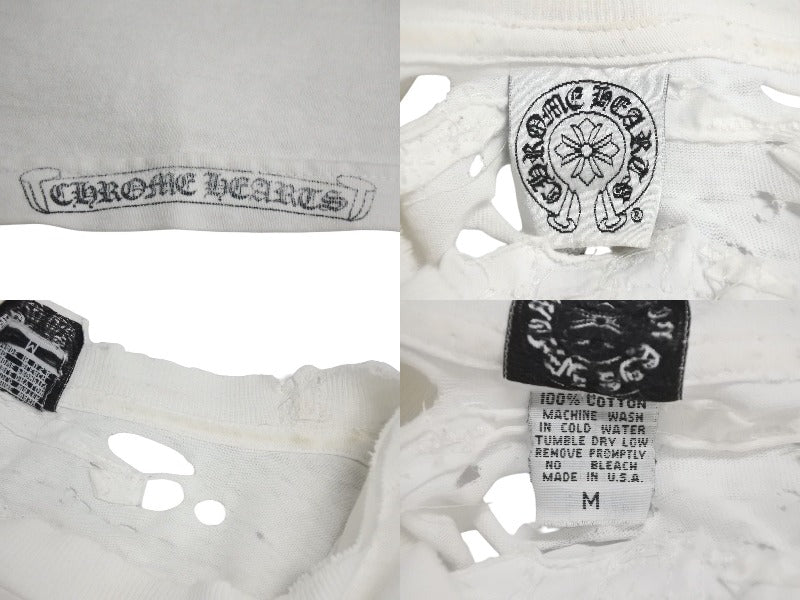 CHROME HEARTS
CHROME HEARTS
®
100% COTTON
MACHINE WASH
IN COLD WATER
TUMBLE DRY LOW
REMOVE PROMPTLY
NO BLEACH
MADE IN U.S.A.
M